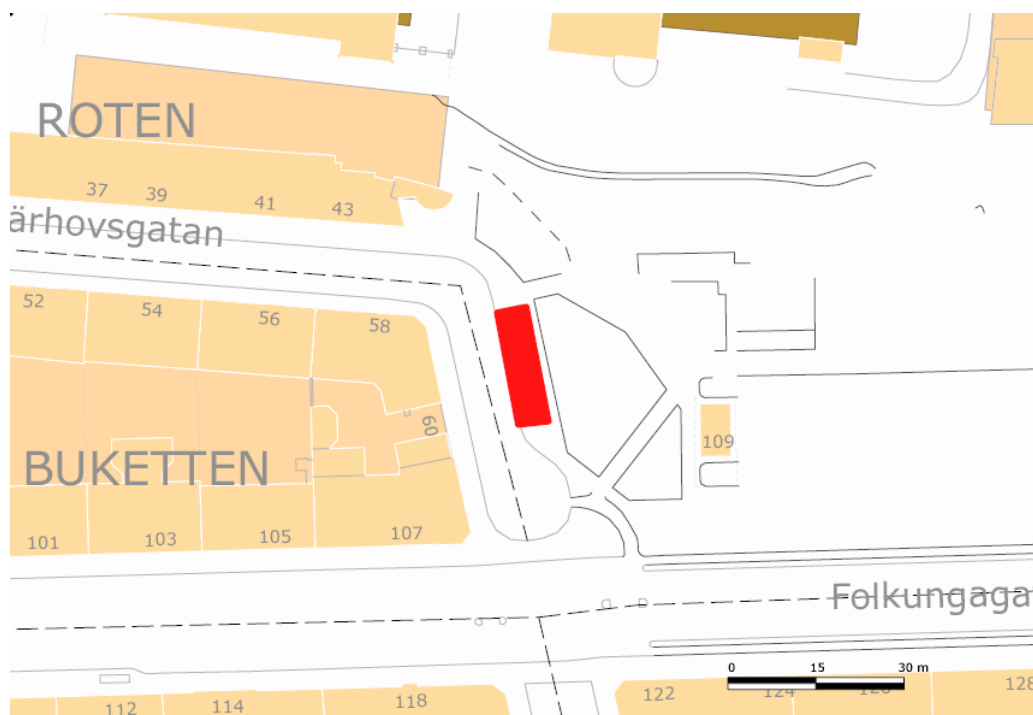 ROTEN
37 39 41 43
ärhovsgatan
52 54 56 58
60
109
BUKETTEN
101 103 105 107
Folkungaga
0 15 30 m
112 114 118 122 124 126 128